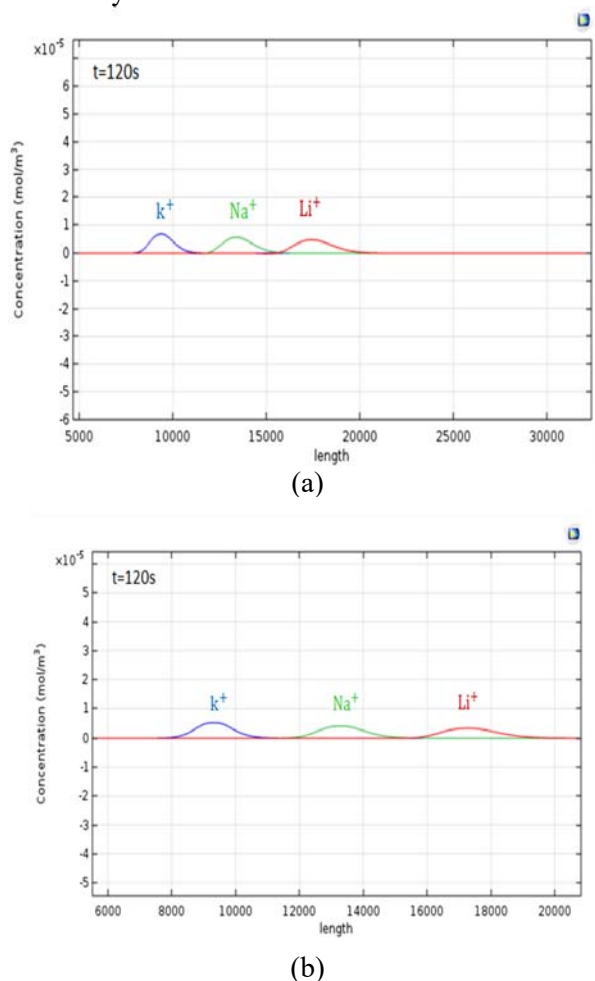 x10⁻⁵
t=120s
k⁺ Na⁺ Li⁺
Concentration (mol/m³)
6
5
4
3
2
1
0
-1
-2
-3
-4
-5
-6
5000 10000 15000 20000 25000 30000
length
(a)
x10⁻⁵
t=120s
k⁺ Na⁺ Li⁺
Concentration (mol/m³)
5
4
3
2
1
0
-1
-2
-3
-4
-5
6000 8000 10000 12000 14000 16000 18000 20000
length
(b)